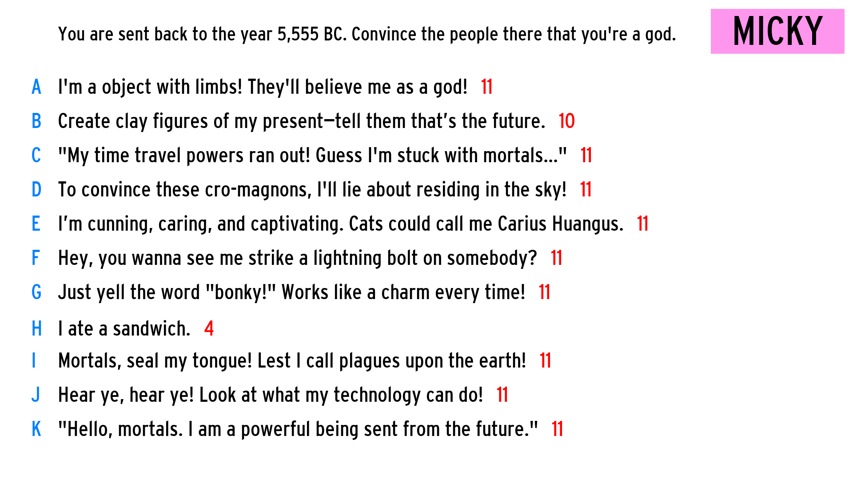 You are sent back to the year 5,555 BC. Convince the people there that you're a god.
MICKY
A I'm a object with limbs! They'll believe me as a god! 11
B Create clay figures of my present—tell them that’s the future. 10
C "My time travel powers ran out! Guess I'm stuck with mortals..." 11
D To convince these cro-magnons, I'll lie about residing in the sky! 11
E I’m cunning, caring, and captivating. Cats could call me Carius Huangus. 11
F Hey, you wanna see me strike a lightning bolt on somebody? 11
G Just yell the word "bonky!" Works like a charm every time! 11
H I ate a sandwich. 4
I Mortals, seal my tongue! Lest I call plagues upon the earth! 11
J Hear ye, hear ye! Look at what my technology can do! 11
K "Hello, mortals. I am a powerful being sent from the future." 11